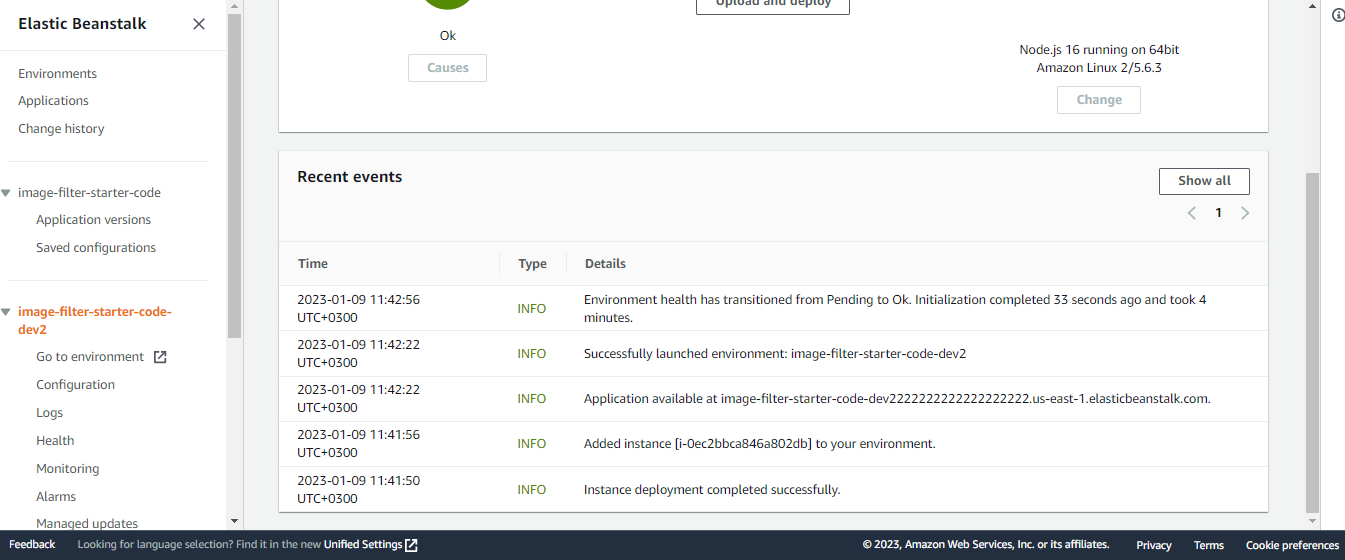 Elastic Beanstalk
Environments
Applications
Change history
image-filter-starter-code
Application versions
Saved configurations
image-filter-starter-code-
dev2
Go to environment
Configuration
Logs
Health
Monitoring
Alarms
Managed updates
Upload and deploy
Ok
Causes
Node.js 16 running on 64bit
Amazon Linux 2/5.6.3
Change
Recent events
Show all
1
Time Type Details
2023-01-09 11:42:56
UTC+0300
INFO
Environment health has transitioned from Pending to Ok. Initialization completed 33 seconds ago and took 4
minutes.
2023-01-09 11:42:22
UTC+0300
INFO
Successfully launched environment: image-filter-starter-code-dev2
2023-01-09 11:42:22
UTC+0300
INFO
Application available at image-filter-starter-code-dev2222222222222222222.us-east-1.elasticbeanstalk.com.
2023-01-09 11:41:56
UTC+0300
INFO
Added instance [i-0ec2bbca846a802db] to your environment.
2023-01-09 11:41:50
UTC+0300
INFO
Instance deployment completed successfully.
Feedback Looking for language selection? Find it in the new Unified Settings © 2023, Amazon Web Services, Inc. or its affiliates. Privacy Terms Cookie preferences